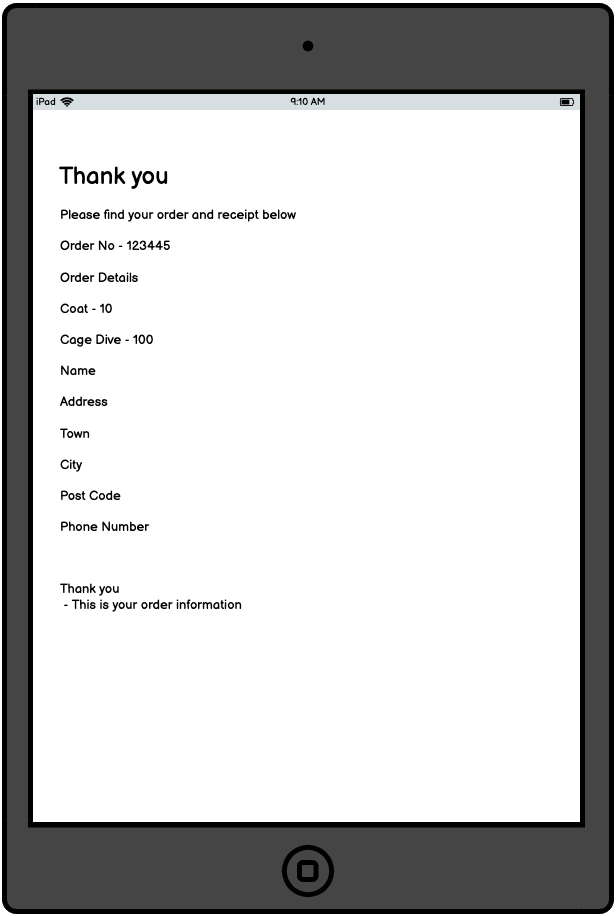 iPad 9:10 AM
Thank you
Please find your order and receipt below
Order No - 123445
Order Details
Coat - 10
Cage Dive - 100
Name
Address
Town
City
Post Code
Phone Number
Thank you
- This is your order information